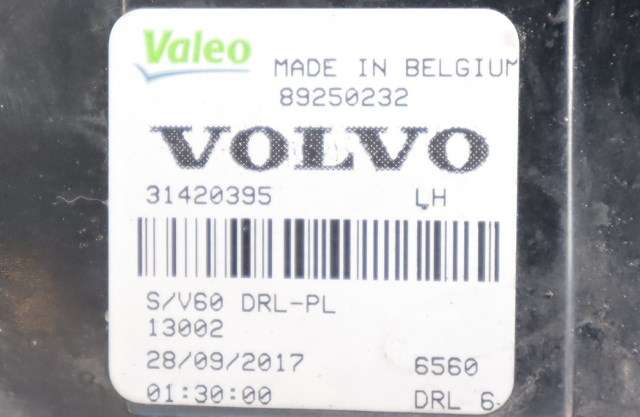 Valeo MADE IN BELGIUM
89250232
VOLVO
31420395 LH
S/V60 DRL-PL
13002
28/09/2017 6560
01:30:00 DRL 6